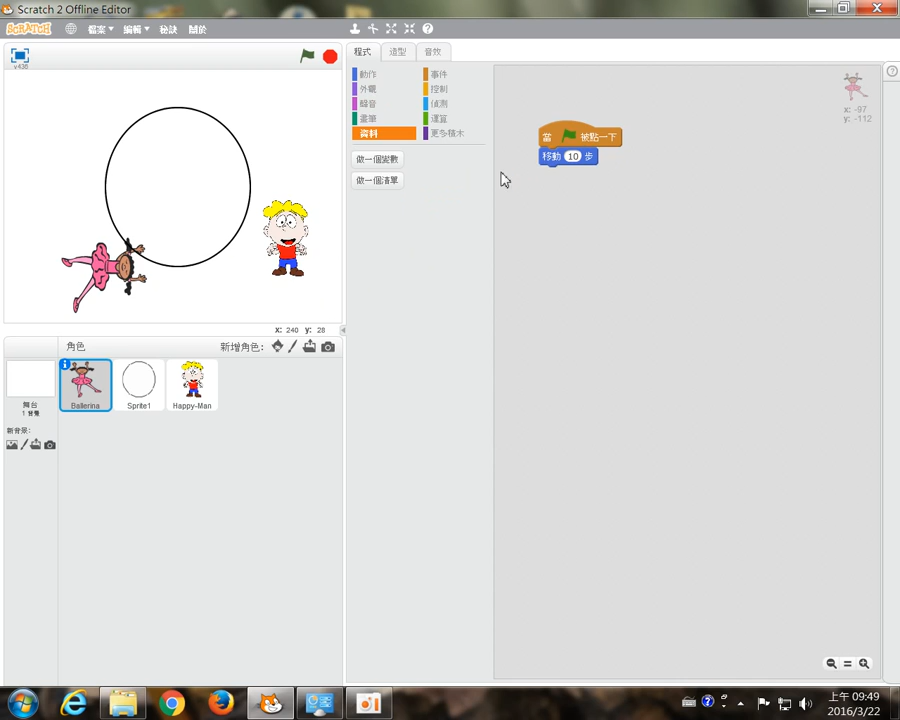 Scratch 2 Offline Editor
SCRATCH 檔案 編輯 秘訣 關於
v438
程式 造型 音效
動作 事件
外觀 控制
聲音 偵測
畫筆 運算
資料 更多積木
做一個變數
做一個清單
x: -97
y: -112
當 被點一下
移動 10 步
x: 240 y: 28
角色 新增角色:
舞台
1 背景
新背景:
Ballerina Sprite1 Happy-Man
上午 09:49
2016/3/22